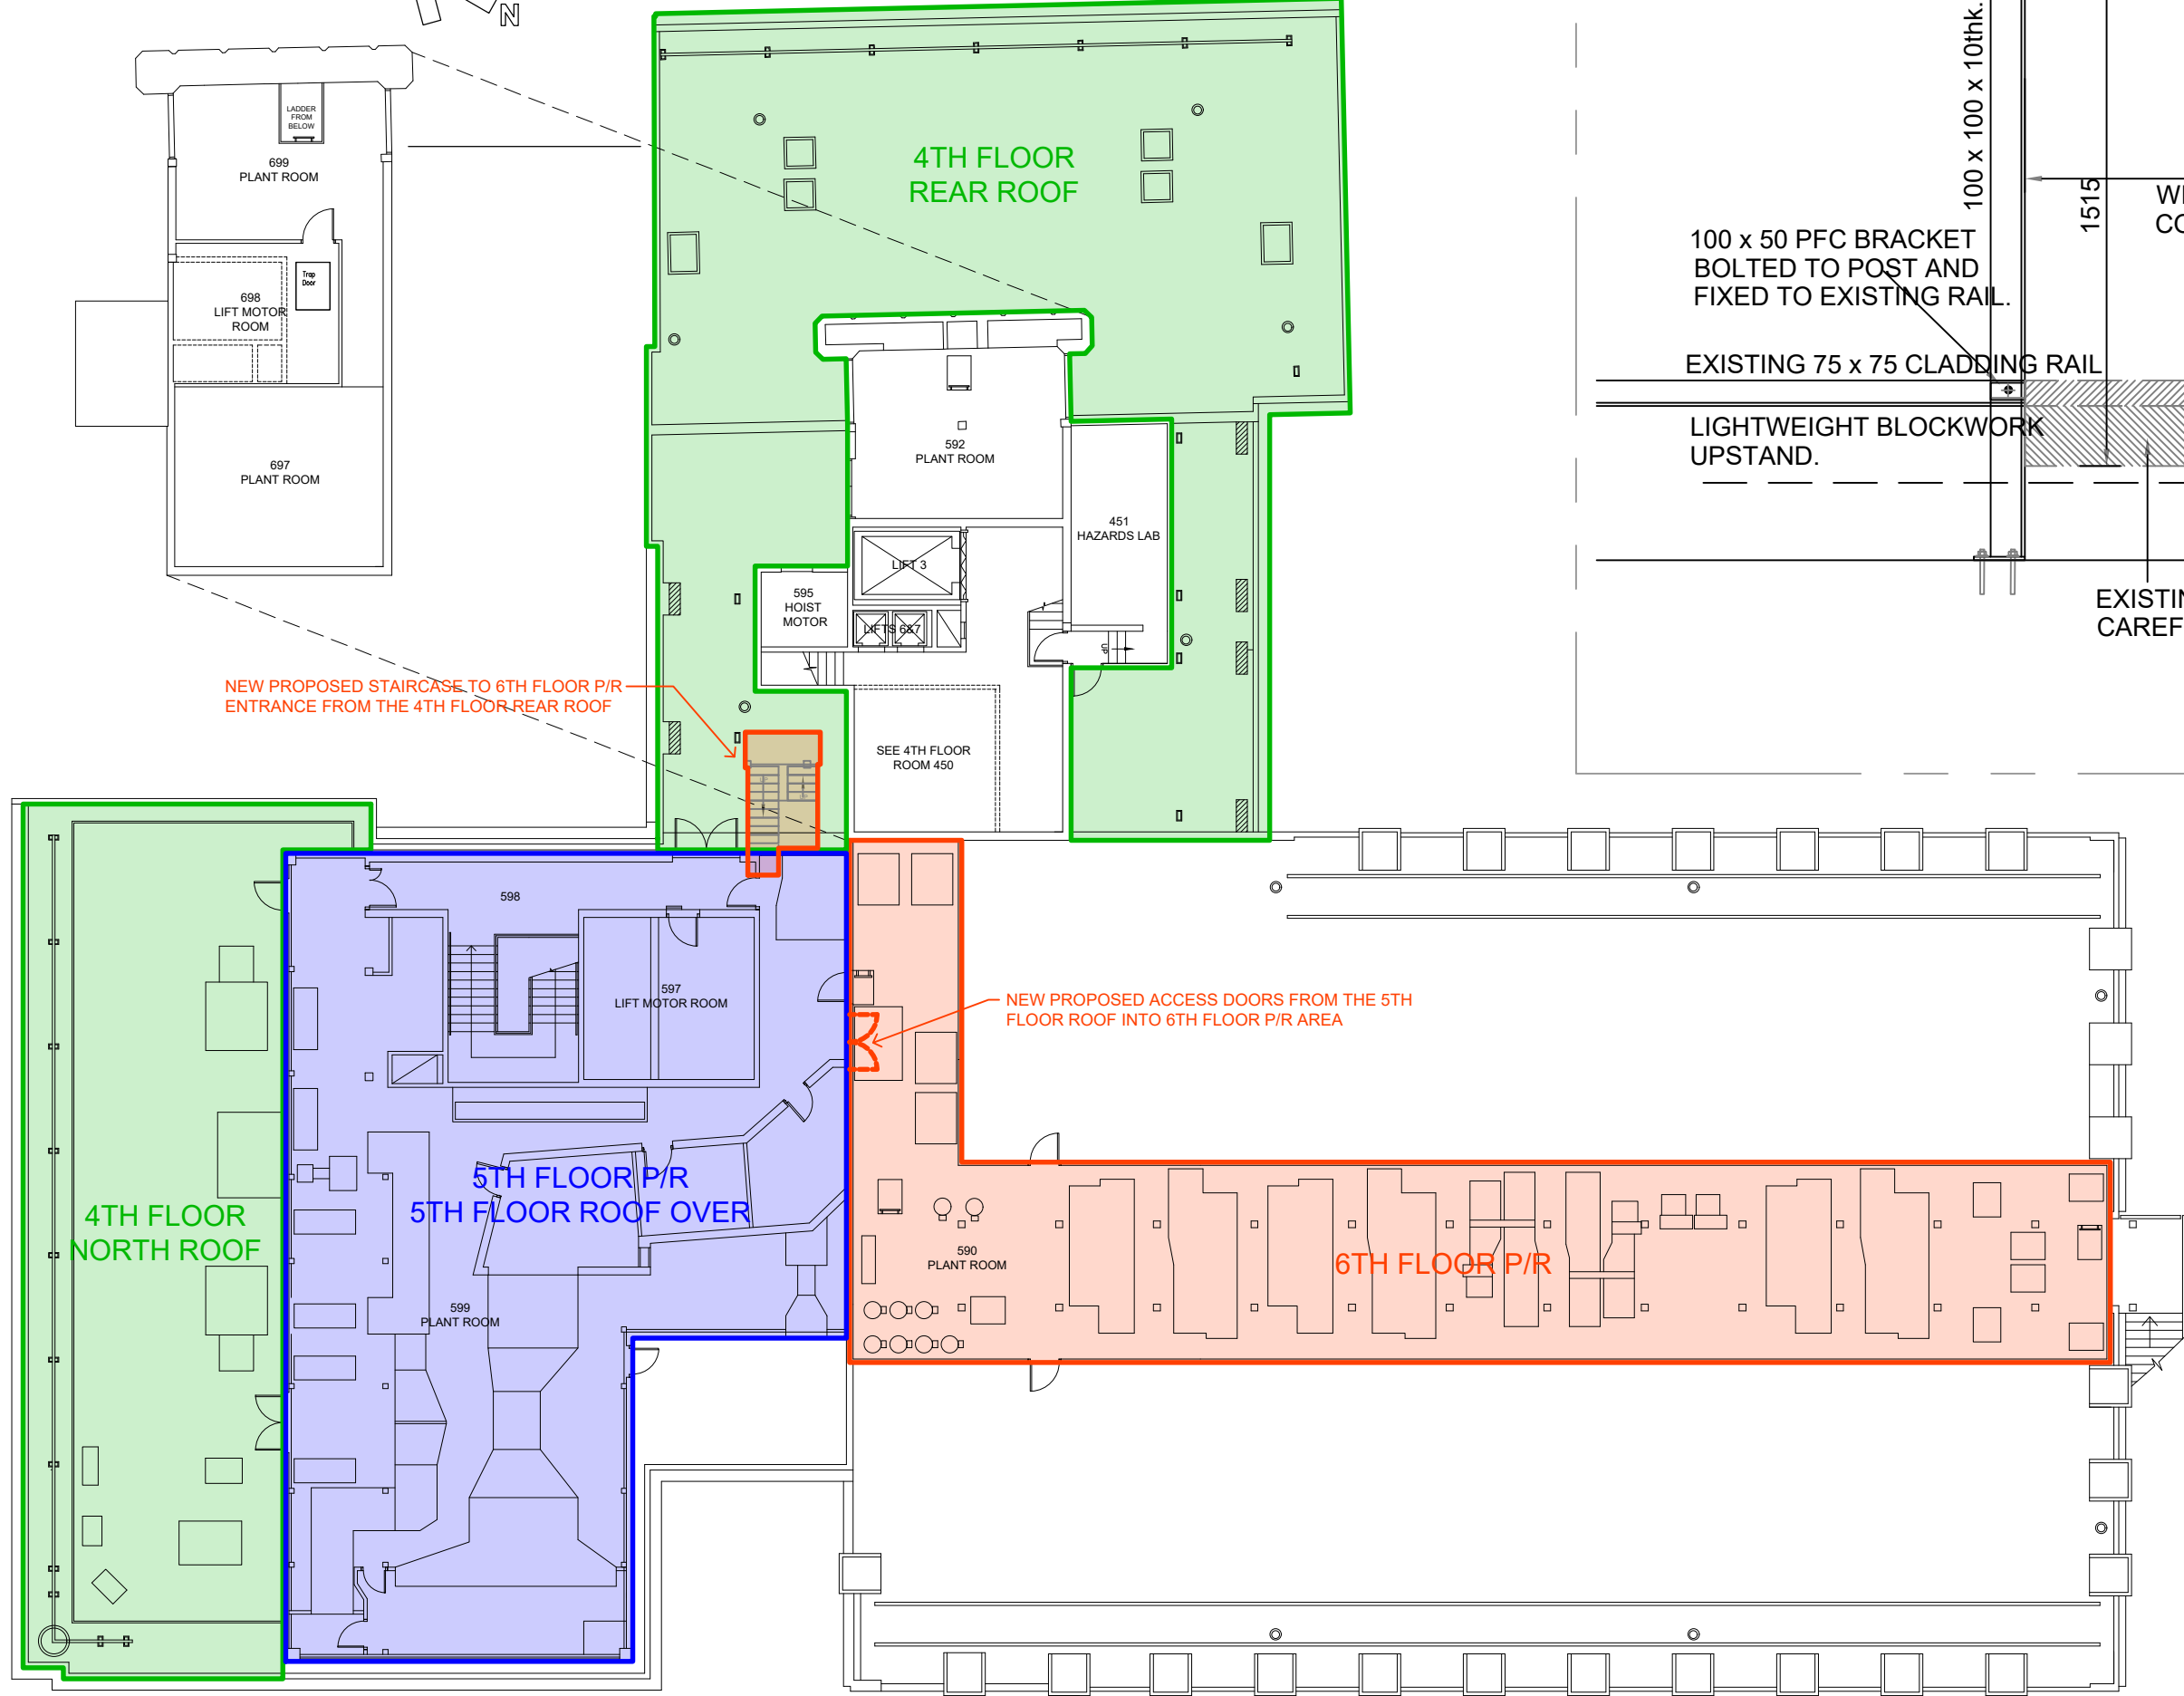 N
LADDER
FROM
BELOW
699
PLANT ROOM
Trap
Door
698
LIFT MOTOR
ROOM
697
PLANT ROOM
4TH FLOOR
REAR ROOF
592
PLANT ROOM
451
HAZARDS LAB
LIFT 3
595
HOIST
MOTOR
LIFTS 6&7
UP
NEW PROPOSED STAIRCASE TO 6TH FLOOR P/R
ENTRANCE FROM THE 4TH FLOOR REAR ROOF
SEE 4TH FLOOR
ROOM 450
UP
UP
598
597
LIFT MOTOR ROOM
NEW PROPOSED ACCESS DOORS FROM THE 5TH
FLOOR ROOF INTO 6TH FLOOR P/R AREA
5TH FLOOR P/R
5TH FLOOR ROOF OVER
4TH FLOOR
NORTH ROOF
599
PLANT ROOM
590
PLANT ROOM
6TH FLOOR P/R
100 x 100 x 10thk.
1515
100 x 50 PFC BRACKET
BOLTED TO POST AND
FIXED TO EXISTING RAIL.
EXISTING 75 x 75 CLADDING RAIL
LIGHTWEIGHT BLOCKWORK
UPSTAND.